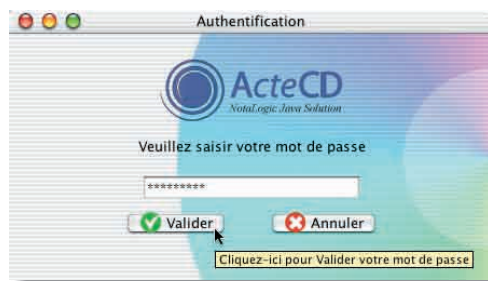 Authentification
ActeCD
NotaLogic Java Solution
Veuillez saisir votre mot de passe
*********
Valider
Annuler
Cliquez-ici pour Valider votre mot de passe